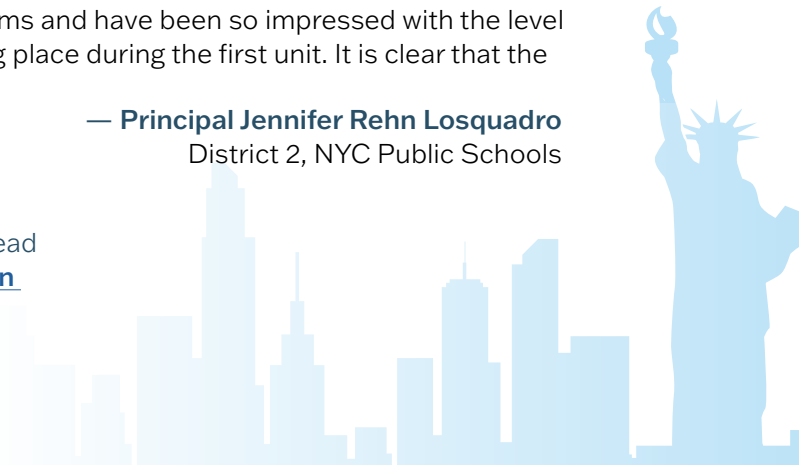 ms and have been so impressed with the level
g place during the first unit. It is clear that the
— Principal Jennifer Rehn Losquadro
District 2, NYC Public Schools
ead
n